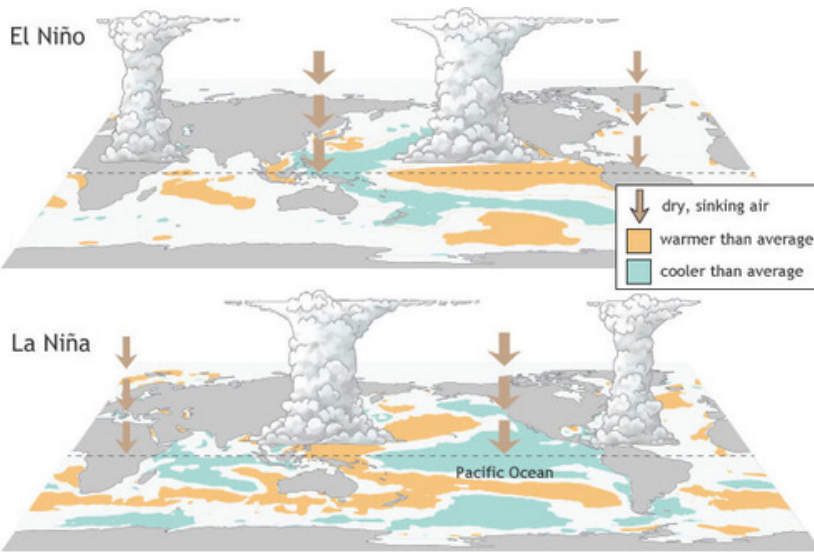 El Niño
dry, sinking air
warmer than average
cooler than average
La Niña
Pacific Ocean